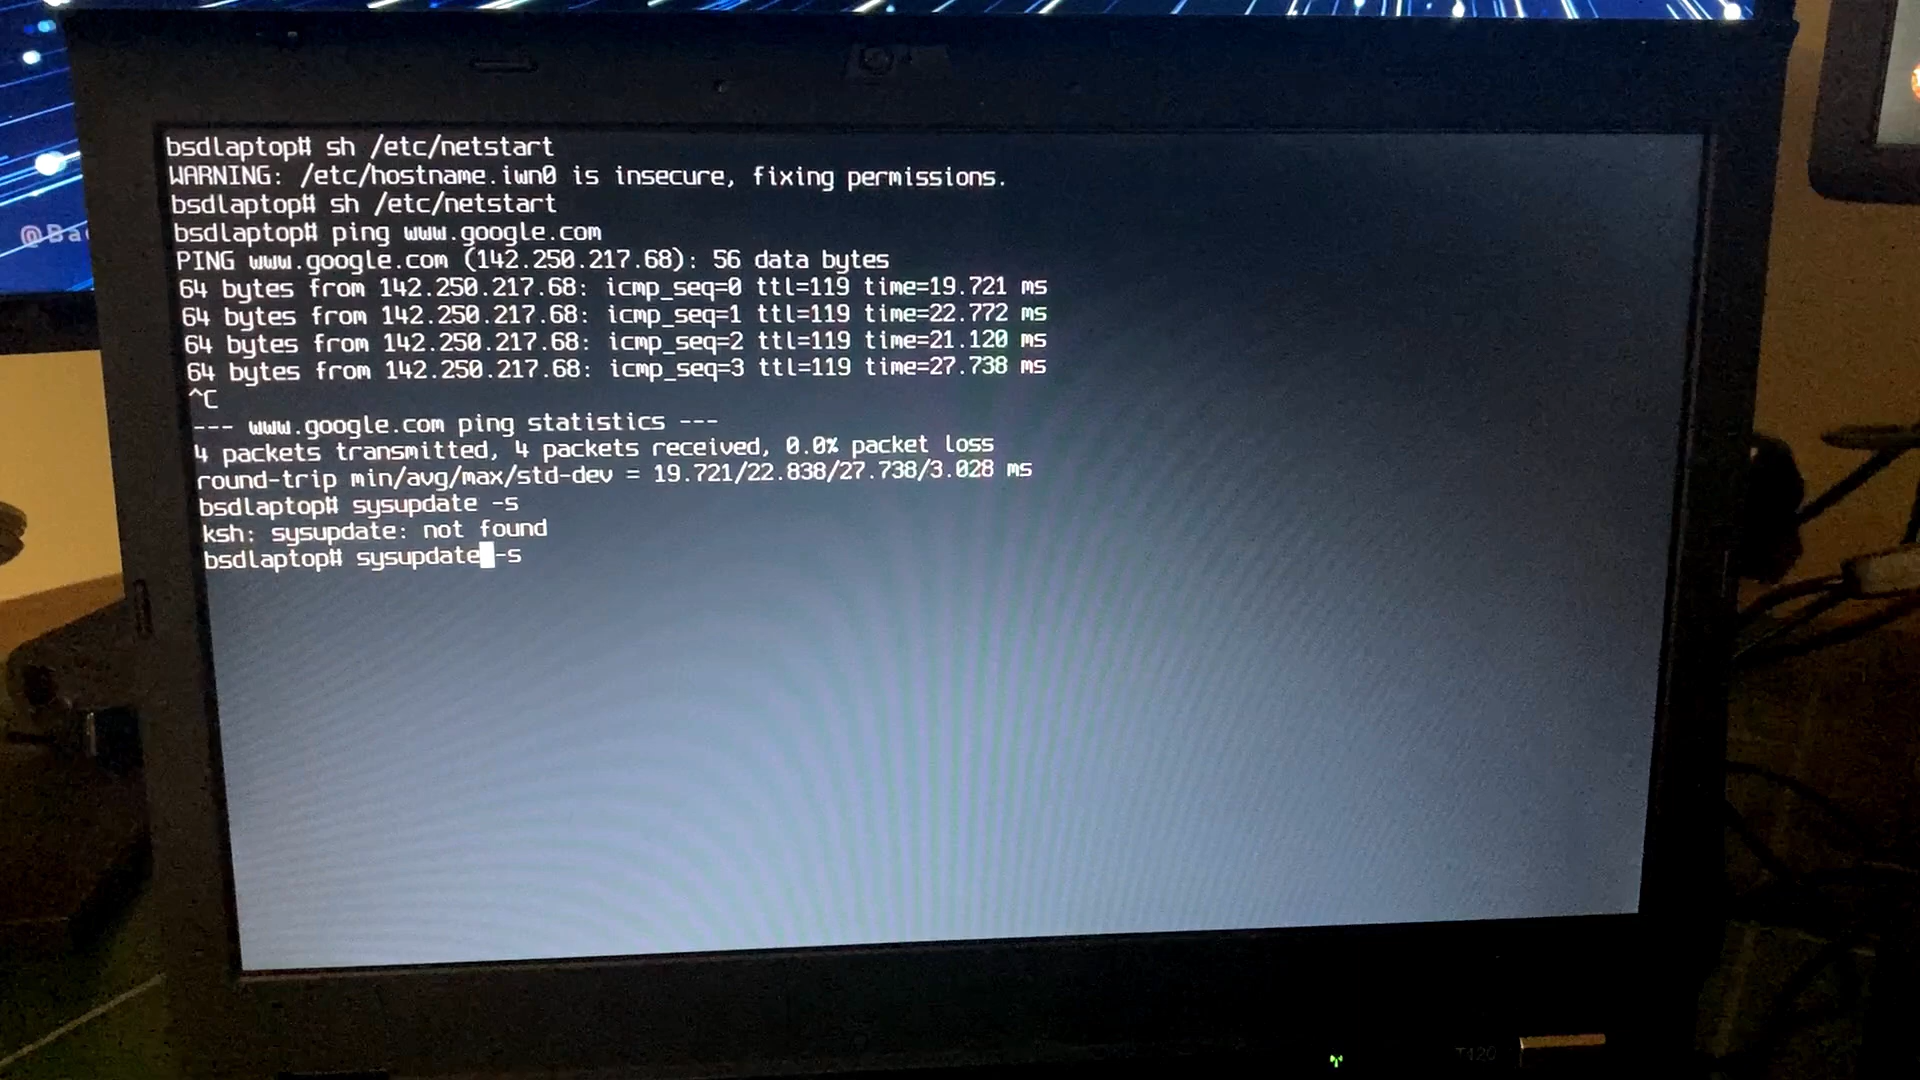 bsdlaptop# sh /etc/netstart
WARNING: /etc/hostname.iwn0 is insecure, fixing permissions.
bsdlaptop# sh /etc/netstart
bsdlaptop# ping www.google.com
PING www.google.com (142.250.217.68): 56 data bytes
64 bytes from 142.250.217.68: icmp_seq=0 ttl=119 time=19.721 ms
64 bytes from 142.250.217.68: icmp_seq=1 ttl=119 time=22.772 ms
64 bytes from 142.250.217.68: icmp_seq=2 ttl=119 time=21.120 ms
64 bytes from 142.250.217.68: icmp_seq=3 ttl=119 time=27.738 ms
^C
--- www.google.com ping statistics ---
4 packets transmitted, 4 packets received, 0.0% packet loss
round-trip min/avg/max/std-dev = 19.721/22.838/27.738/3.028 ms
bsdlaptop# sysupdate -s
ksh: sysupdate: not found
bsdlaptop# sysupdate -s
T420